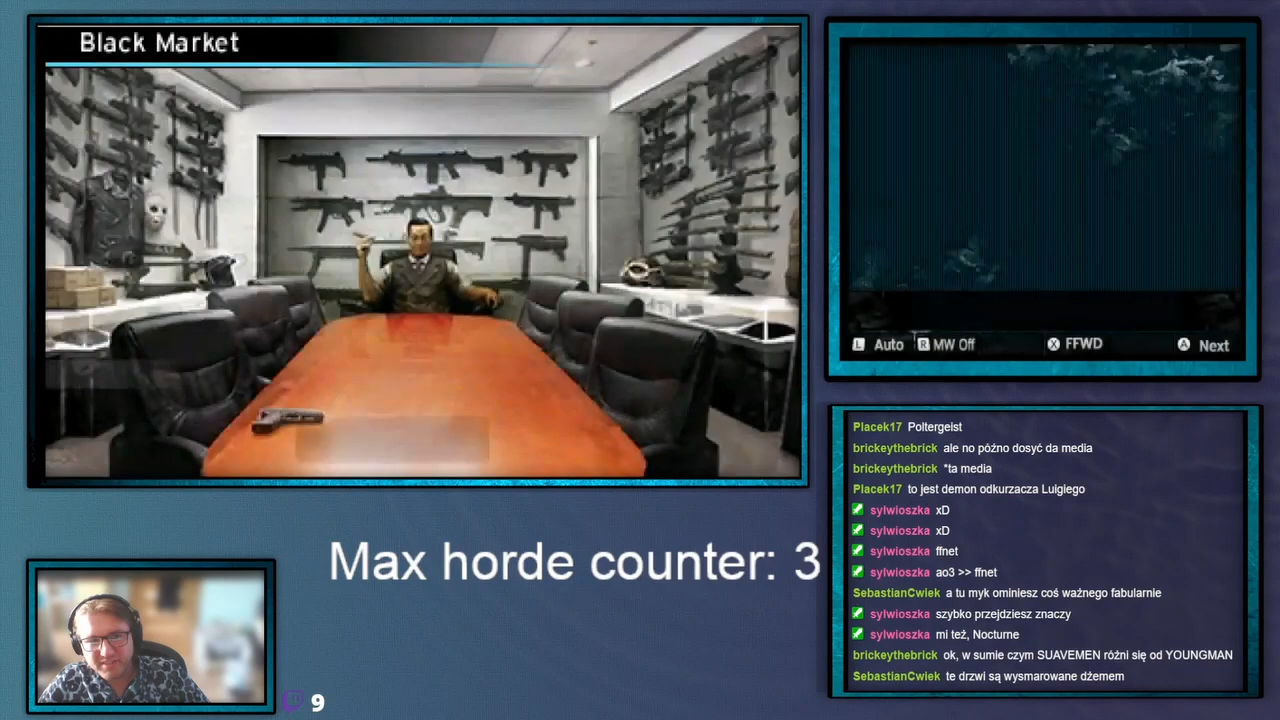 Black Market
L Auto R MW Off X FFWD A Next
Max horde counter: 3
Placek17 Poltergeist
brickeythebrick ale no późno dosyć da media
brickeythebrick *ta media
Placek17 to jest demon odkurzacza Luigiego
sylwioszka xD
sylwioszka xD
sylwioszka ffnet
sylwioszka ao3 >> ffnet
SebastianCwiek a tu myk ominiesz coś ważnego fabularnie
sylwioszka szybko przejdziesz znaczy
sylwioszka mi też, Nocturne
brickeythebrick ok, w sumie czym SUAVEMEN różni się od YOUNGMAN
SebastianCwiek te drzwi są wysmarowane dżemem
9